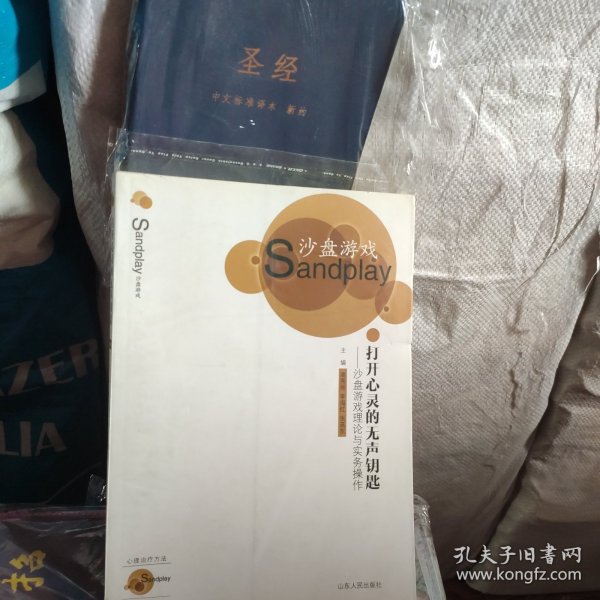 圣经
中文标准译本 新约
Sandplay 沙盘游戏
沙盘游戏
Sandplay
打开心灵的无声钥匙
——沙盘游戏理论与实务操作
主 编
心理治疗方法
Sandplay
山东人民出版社
AZER
LIA
孔夫子旧书网
www.kongfz.com